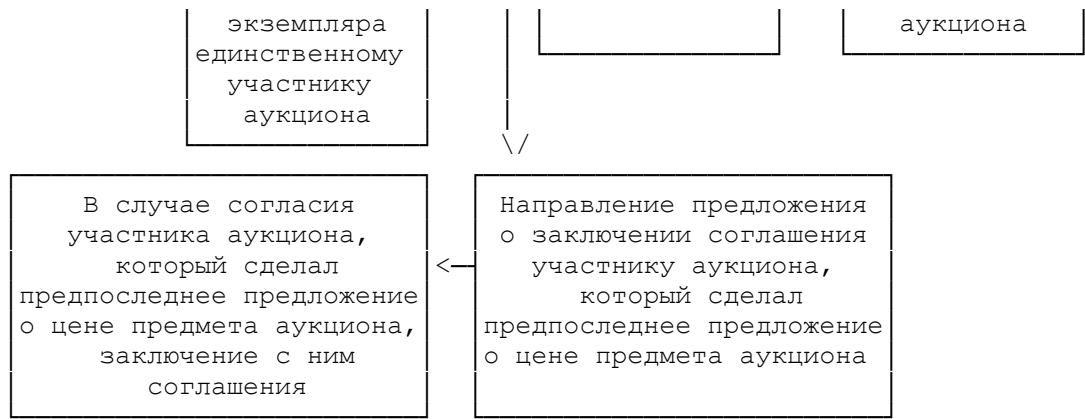 экземпляра
единственному
участнику
аукциона
аукциона
В случае согласия
участника аукциона,
который сделал
предпоследнее предложение
о цене предмета аукциона,
заключение с ним
соглашения
Направление предложения
о заключении соглашения
участнику аукциона,
который сделал
предпоследнее предложение
о цене предмета аукциона